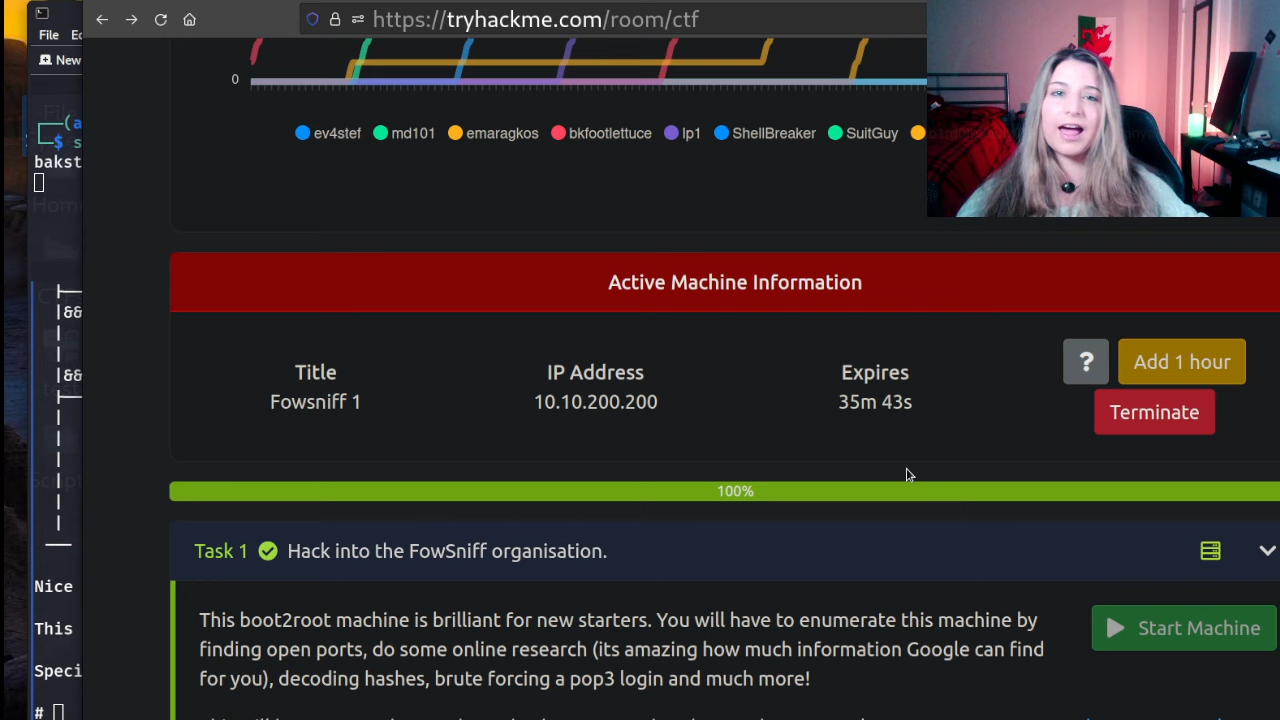 https://tryhackme.com/room/ctf
File
New
$ s
bakst
0
ev4stef md101 emaragkos bkfootlettuce lp1 ShellBreaker SuitGuy
Active Machine Information
Title IP Address Expires
Fowsniff 1 10.10.200.200 35m 43s
? Add 1 hour
Terminate
100%
Task 1 Hack into the FowSniff organisation.
This boot2root machine is brilliant for new starters. You will have to enumerate this machine by
finding open ports, do some online research (its amazing how much information Google can find
for you), decoding hashes, brute forcing a pop3 login and much more!
Start Machine
|&&
|&&
Nice
This
Speci
#